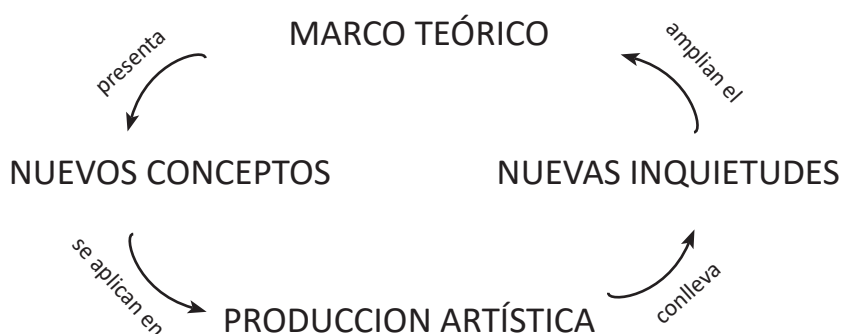 MARCO TEÓRICO
presenta
amplian el
NUEVOS CONCEPTOS
NUEVAS INQUIETUDES
se aplican en
conlleva
PRODUCCION ARTÍSTICA